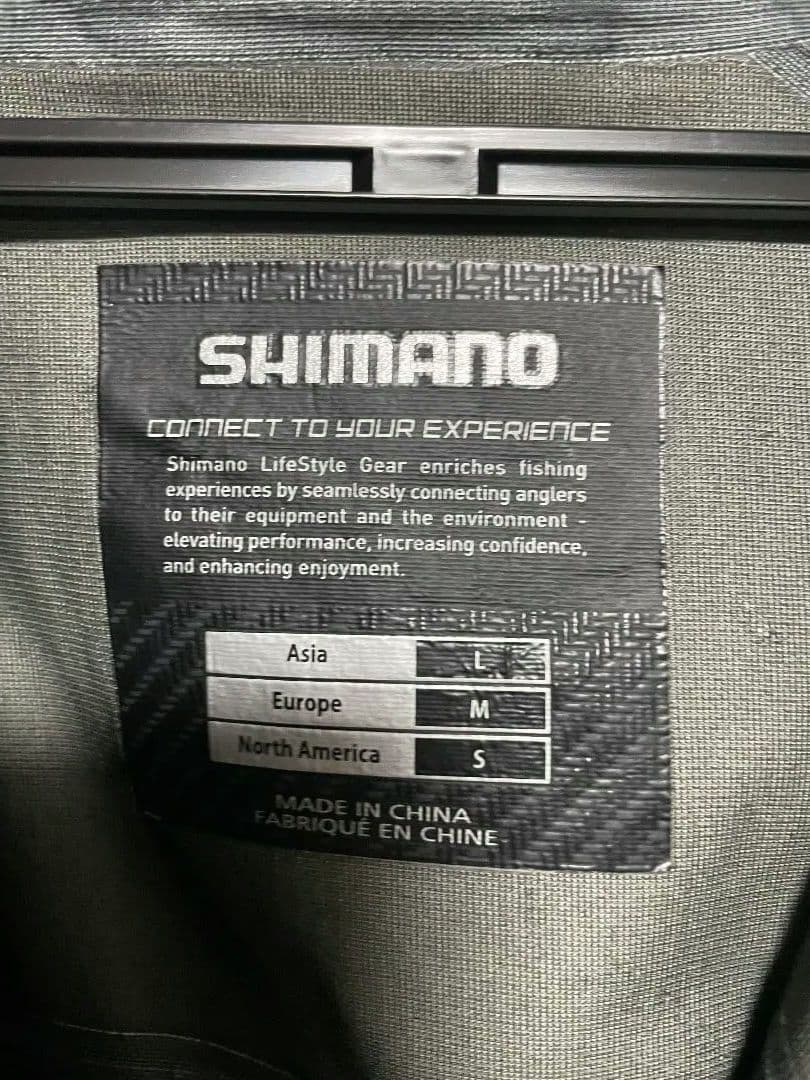 SHIMANO
CONNECT TO YOUR EXPERIENCE
Shimano LifeStyle Gear enriches fishing
experiences by seamlessly connecting anglers
to their equipment and the environment -
elevating performance, increasing confidence,
and enhancing enjoyment.
Asia L
Europe M
North America S
MADE IN CHINA
FABRIQUÉ EN CHINE